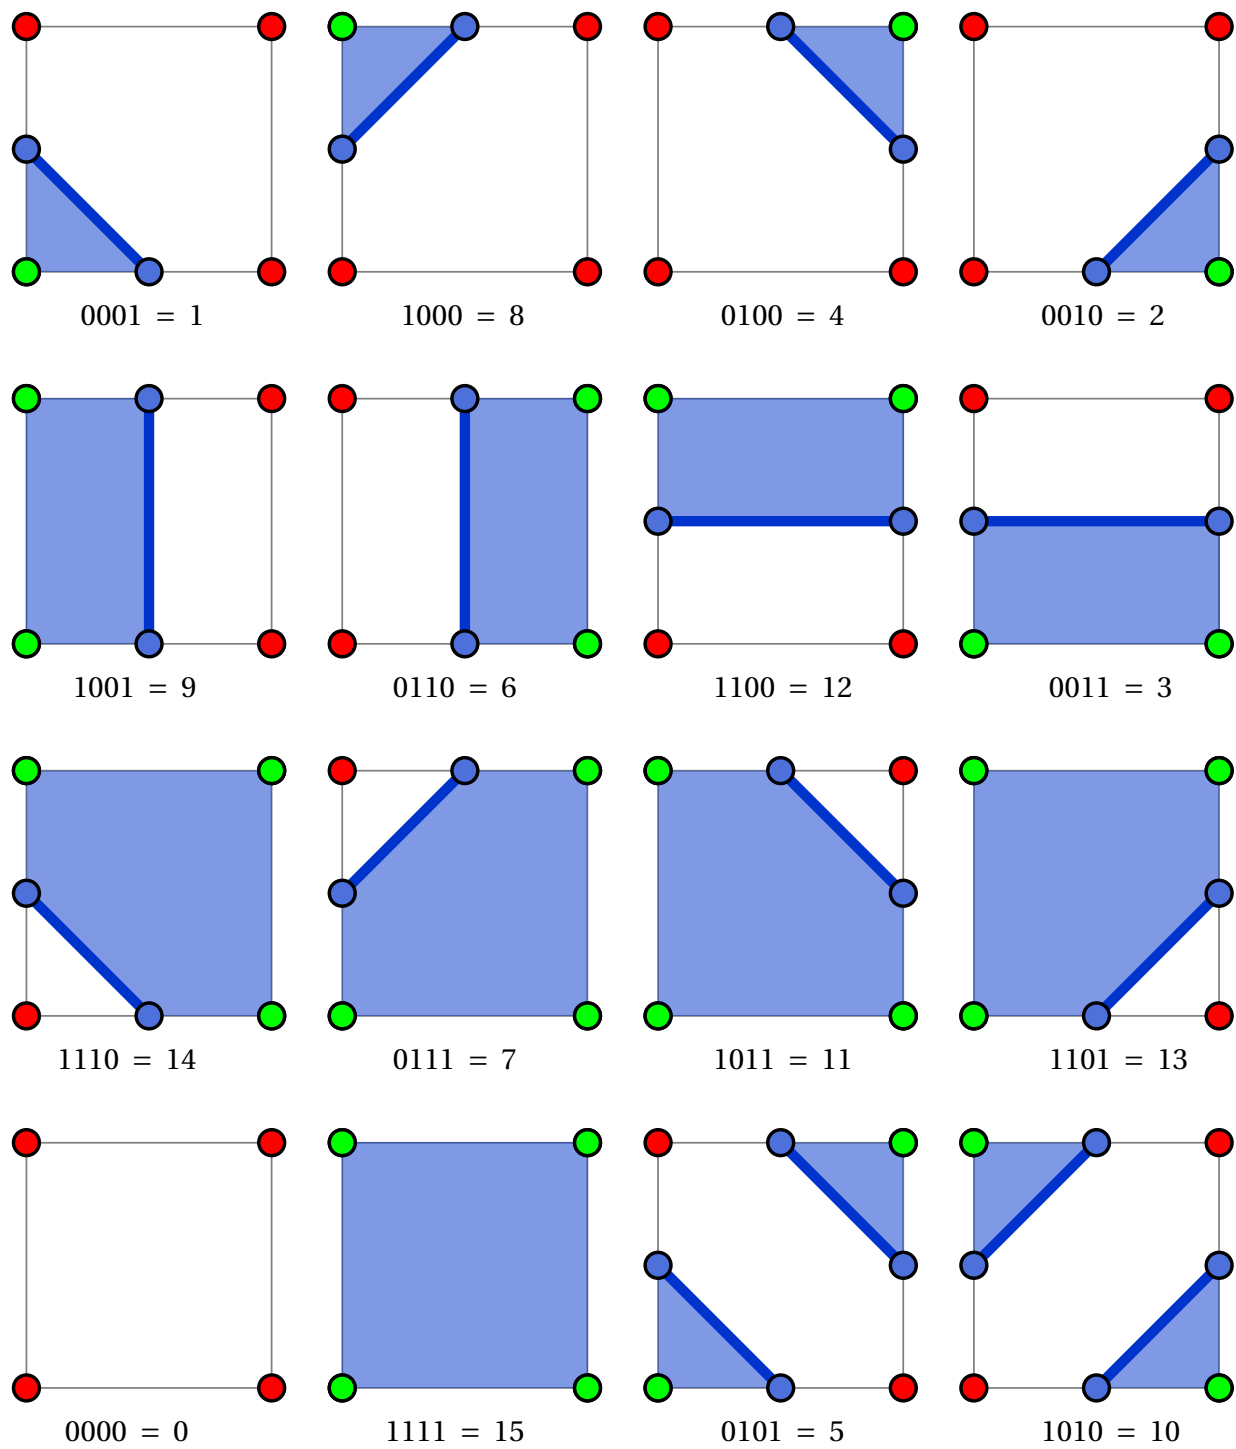 0001 = 1
1000 = 8
0100 = 4
0010 = 2
1001 = 9
0110 = 6
1100 = 12
0011 = 3
1110 = 14
0111 = 7
1011 = 11
1101 = 13
0000 = 0
1111 = 15
0101 = 5
1010 = 10